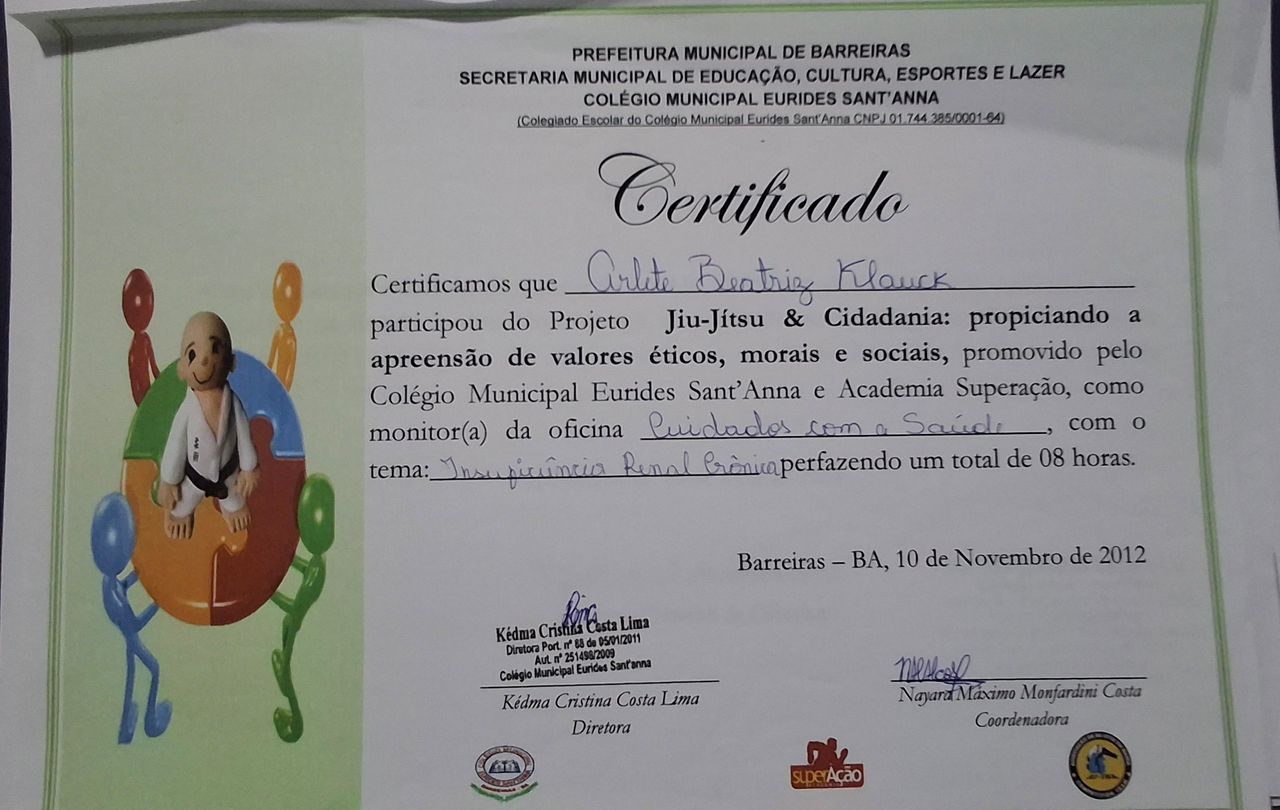 PREFEITURA MUNICIPAL DE BARREIRAS
SECRETARIA MUNICIPAL DE EDUCAÇÃO, CULTURA, ESPORTES E LAZER
COLÉGIO MUNICIPAL EURIDES SANT'ANNA
(Colegiado Escolar do Colégio Municipal Eurides Sant'Anna CNPJ 01.744.385/0001-64)
Certificado
Certificamos que Arlete Beatriz Klauck
participou do Projeto Jiu-Jítsu & Cidadania: propiciando a
apreensão de valores éticos, morais e sociais, promovido pelo
Colégio Municipal Eurides Sant'Anna e Academia Superação, como
monitor(a) da oficina Cuidados com a Saúde, com o
tema: Insuficiência Renal Crônica perfazendo um total de 08 horas.
Barreiras – BA, 10 de Novembro de 2012
Kédma Cristina Costa Lima
Diretora Port. nº 68 de 05/01/2011
Aut. nº 251498/2009
Colégio Municipal Eurides Sant'anna
Kédma Cristina Costa Lima
Diretora
Nayara Máximo Monfardini Costa
Coordenadora
superAção